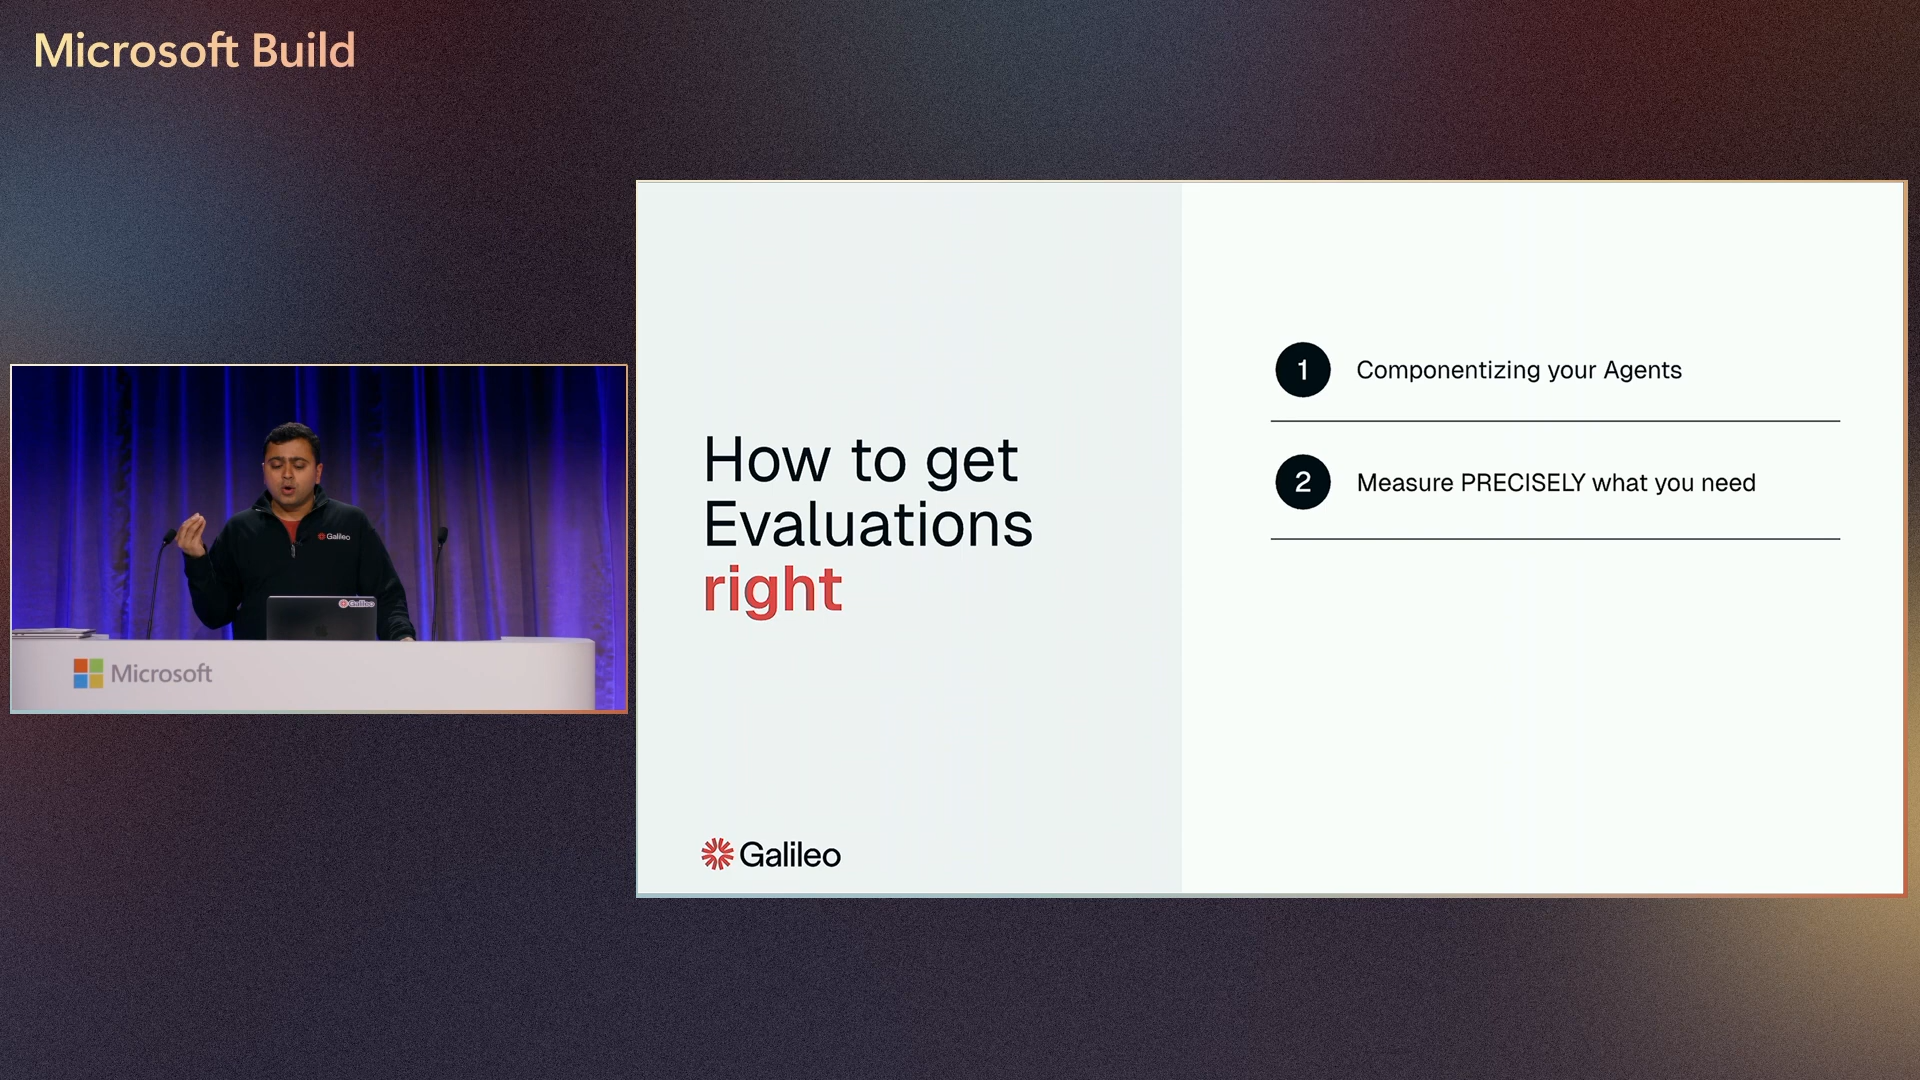 Microsoft Build
Galileo
Galileo
Microsoft
How to get
Evaluations
right
Galileo
1 Componentizing your Agents
2 Measure PRECISELY what you need